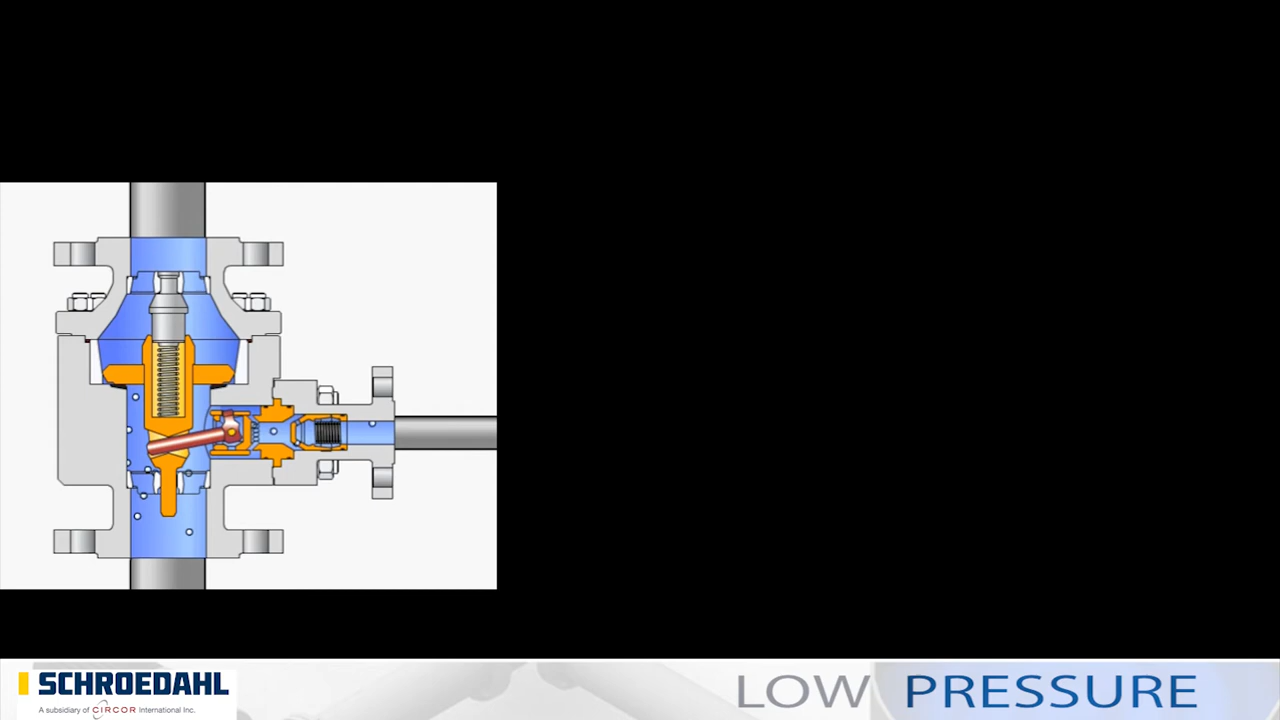 SCHROEDAHL
A subsidiary of CIRCOR International Inc.
LOW PRESSURE